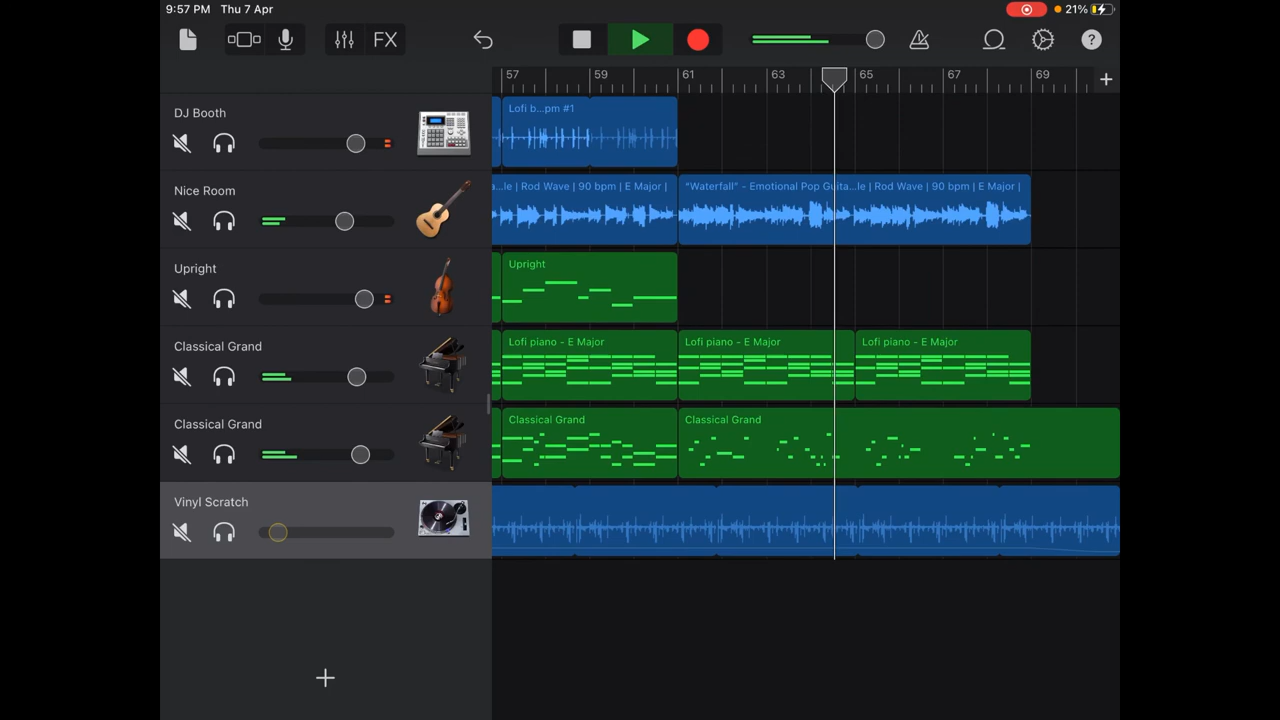 9:57 PM Thu 7 Apr
21%
FX
?
57 59 61 63 65 67 69
DJ Booth
Lofi b...pm #1
Nice Room
a...le | Rod Wave | 90 bpm | E Major |
"Waterfall" - Emotional Pop Guita...le | Rod Wave | 90 bpm | E Major |
Upright
Upright
Classical Grand
Lofi piano - E Major
Lofi piano - E Major
Lofi piano - E Major
Classical Grand
Classical Grand
Classical Grand
Vinyl Scratch